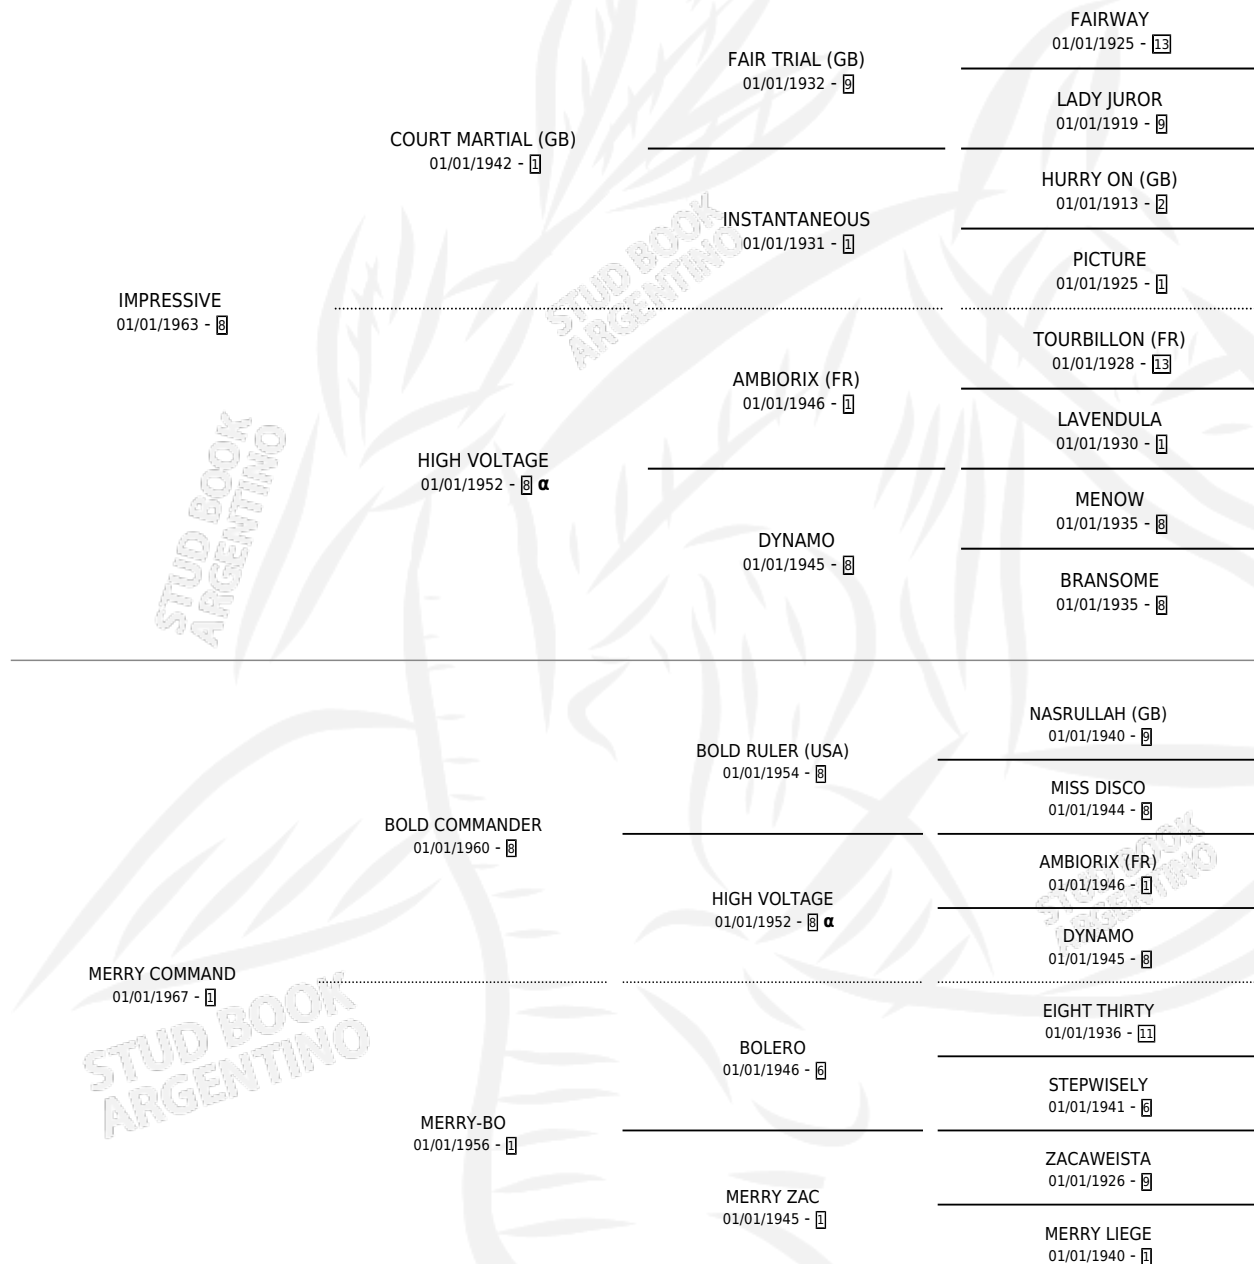 FAIRWAY
01/01/1925 - 13
FAIR TRIAL (GB)
01/01/1932 - 9
LADY JUROR
01/01/1919 - 9
COURT MARTIAL (GB)
01/01/1942 - 1
HURRY ON (GB)
01/01/1913 - 2
INSTANTANEOUS
01/01/1931 - 1
PICTURE
01/01/1925 - 1
IMPRESSIVE
01/01/1963 - 8
STUD BOOK
ARGENTINO
TOURBILLON (FR)
01/01/1928 - 13
AMBIORIX (FR)
01/01/1946 - 1
LAVENDULA
01/01/1930 - 1
HIGH VOLTAGE
01/01/1952 - 8 α
MENOW
01/01/1935 - 8
DYNAMO
01/01/1945 - 8
BRANSOME
01/01/1935 - 8
STUD BOOK
ARGENTINO
NASRULLAH (GB)
01/01/1940 - 9
BOLD RULER (USA)
01/01/1954 - 8
MISS DISCO
01/01/1944 - 8
BOLD COMMANDER
01/01/1960 - 8
AMBIORIX (FR)
01/01/1946 - 1
HIGH VOLTAGE
01/01/1952 - 8 α
DYNAMO
01/01/1945 - 8
STUD BOOK
ARGENTINO
MERRY COMMAND
01/01/1967 - 1
EIGHT THIRTY
01/01/1936 - 11
BOLERO
01/01/1946 - 6
STEPWISELY
01/01/1941 - 6
STUD BOOK
ARGENTINO
MERRY-BO
01/01/1956 - 1
ZACAWEISTA
01/01/1926 - 9
MERRY ZAC
01/01/1945 - 1
MERRY LIEGE
01/01/1940 - 1